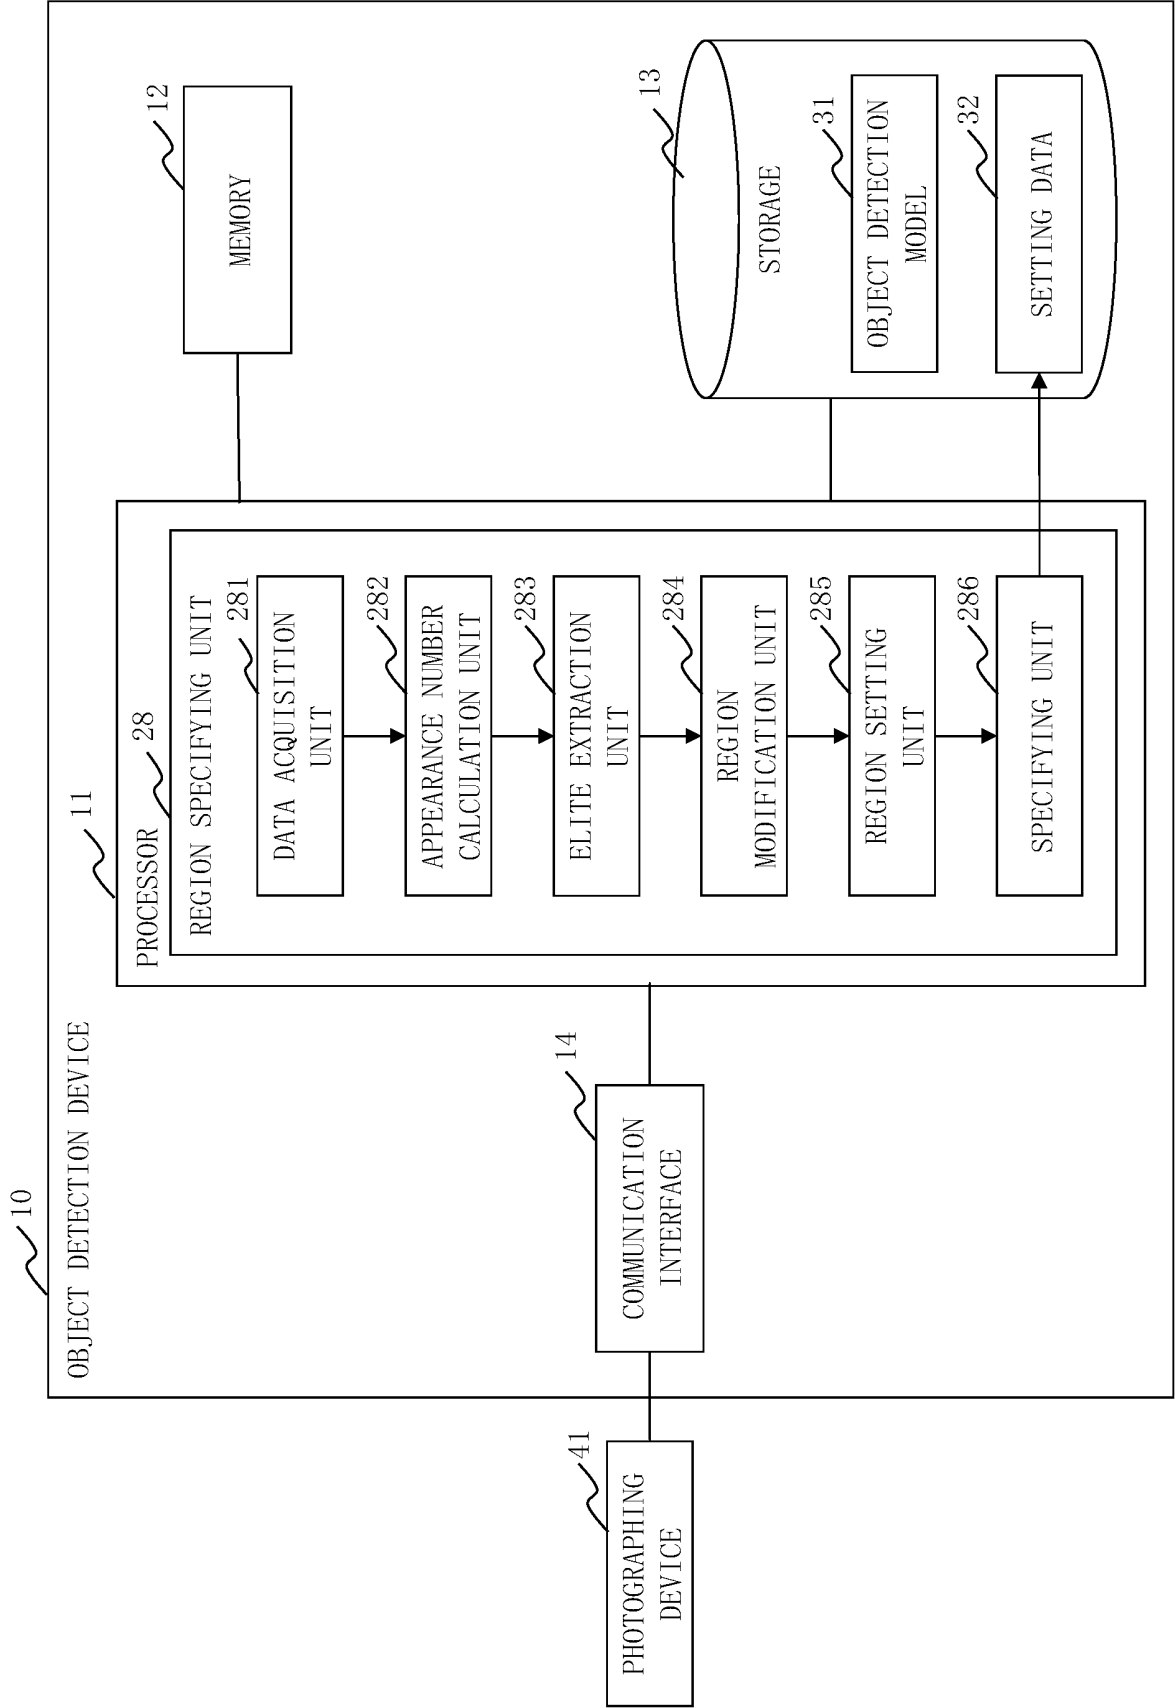 10
OBJECT DETECTION DEVICE
11
PROCESSOR
28
REGION SPECIFYING UNIT
281
DATA ACQUISITION
UNIT
282
APPEARANCE NUMBER
CALCULATION UNIT
283
ELITE EXTRACTION
UNIT
284
REGION
MODIFICATION UNIT
285
REGION SETTING
UNIT
286
SPECIFYING UNIT
12
MEMORY
13
STORAGE
31
OBJECT DETECTION
MODEL
32
SETTING DATA
14
COMMUNICATION
INTERFACE
41
PHOTOGRAPHING
DEVICE